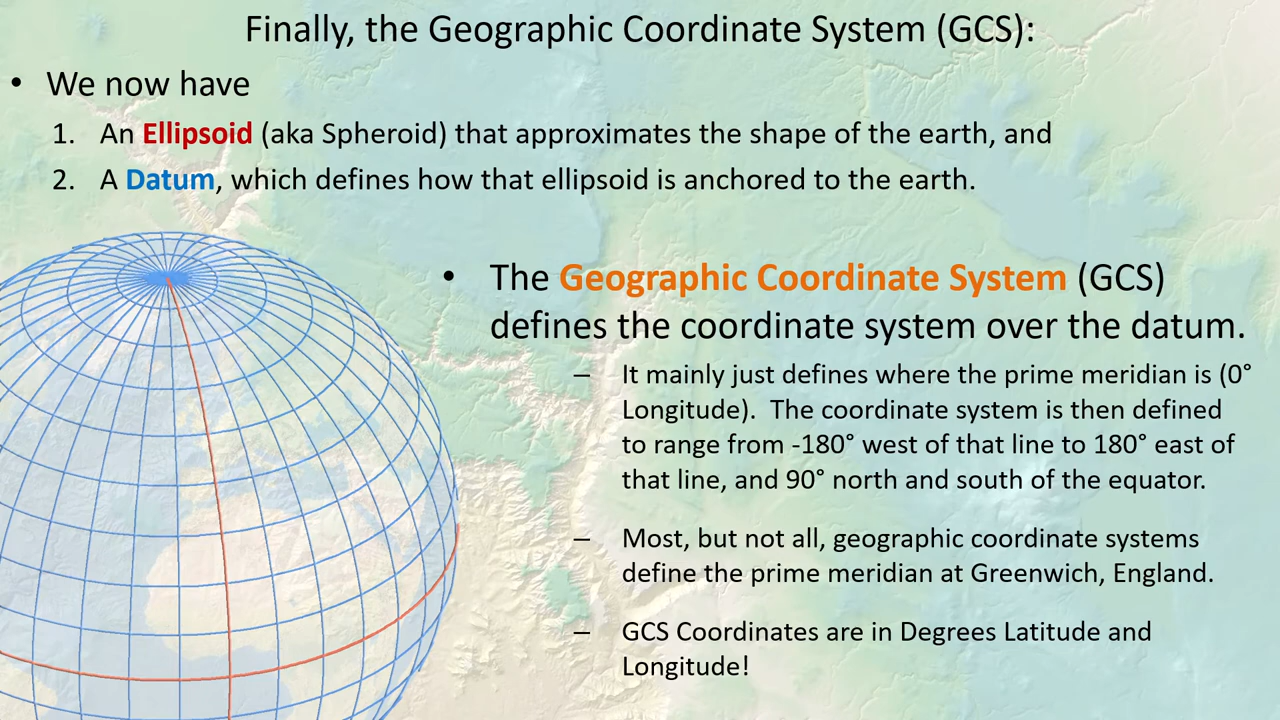 Finally, the Geographic Coordinate System (GCS):
• We now have
1. An Ellipsoid (aka Spheroid) that approximates the shape of the earth, and
2. A Datum, which defines how that ellipsoid is anchored to the earth.
• The Geographic Coordinate System (GCS)
defines the coordinate system over the datum.
– It mainly just defines where the prime meridian is (0°
Longitude). The coordinate system is then defined
to range from -180° west of that line to 180° east of
that line, and 90° north and south of the equator.
– Most, but not all, geographic coordinate systems
define the prime meridian at Greenwich, England.
– GCS Coordinates are in Degrees Latitude and
Longitude!